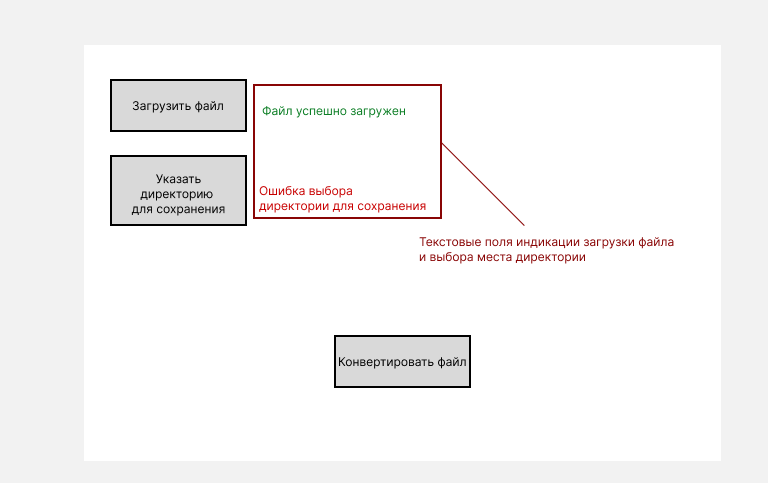 Загрузить файл
Файл успешно загружен
Указать
директорию
для сохранения
Ошибка выбора
директории для сохранения
Текстовые поля индикации загрузки файла
и выбора места директории
Конвертировать файл